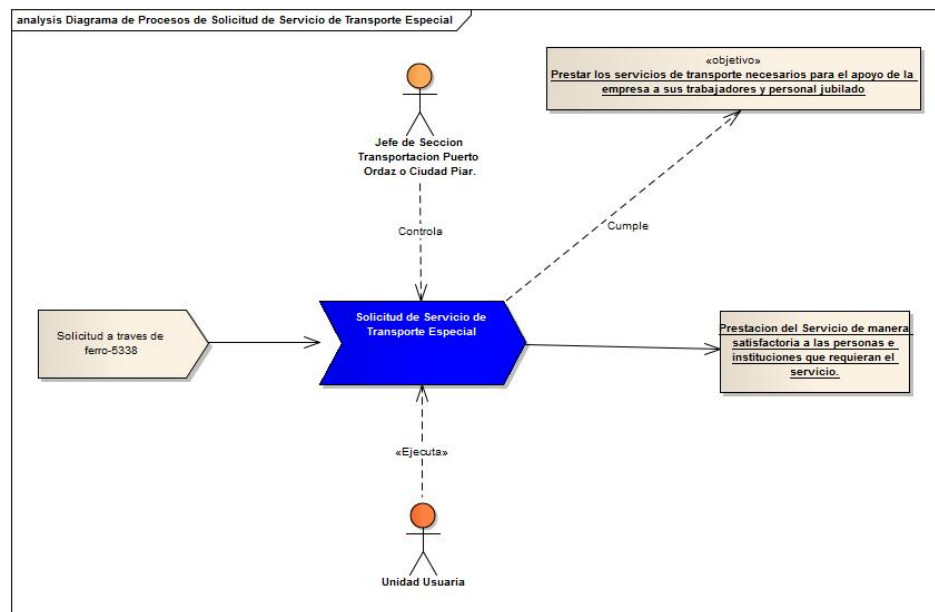 analysis Diagrama de Procesos de Solicitud de Servicio de Transporte Especial
«objetivo»
Prestar los servicios de transporte necesarios para el apoyo de la
empresa a sus trabajadores y personal jubilado
Jefe de Seccion
Transportacion Puerto
Ordaz o Ciudad Piar.
Controla
Cumple
Solicitud a traves de
ferro-5338
Solicitud de Servicio de
Transporte Especial
Prestacion del Servicio de manera
satisfactoria a las personas e
instituciones que requieran el
servicio.
«Ejecuta»
Unidad Usuaria